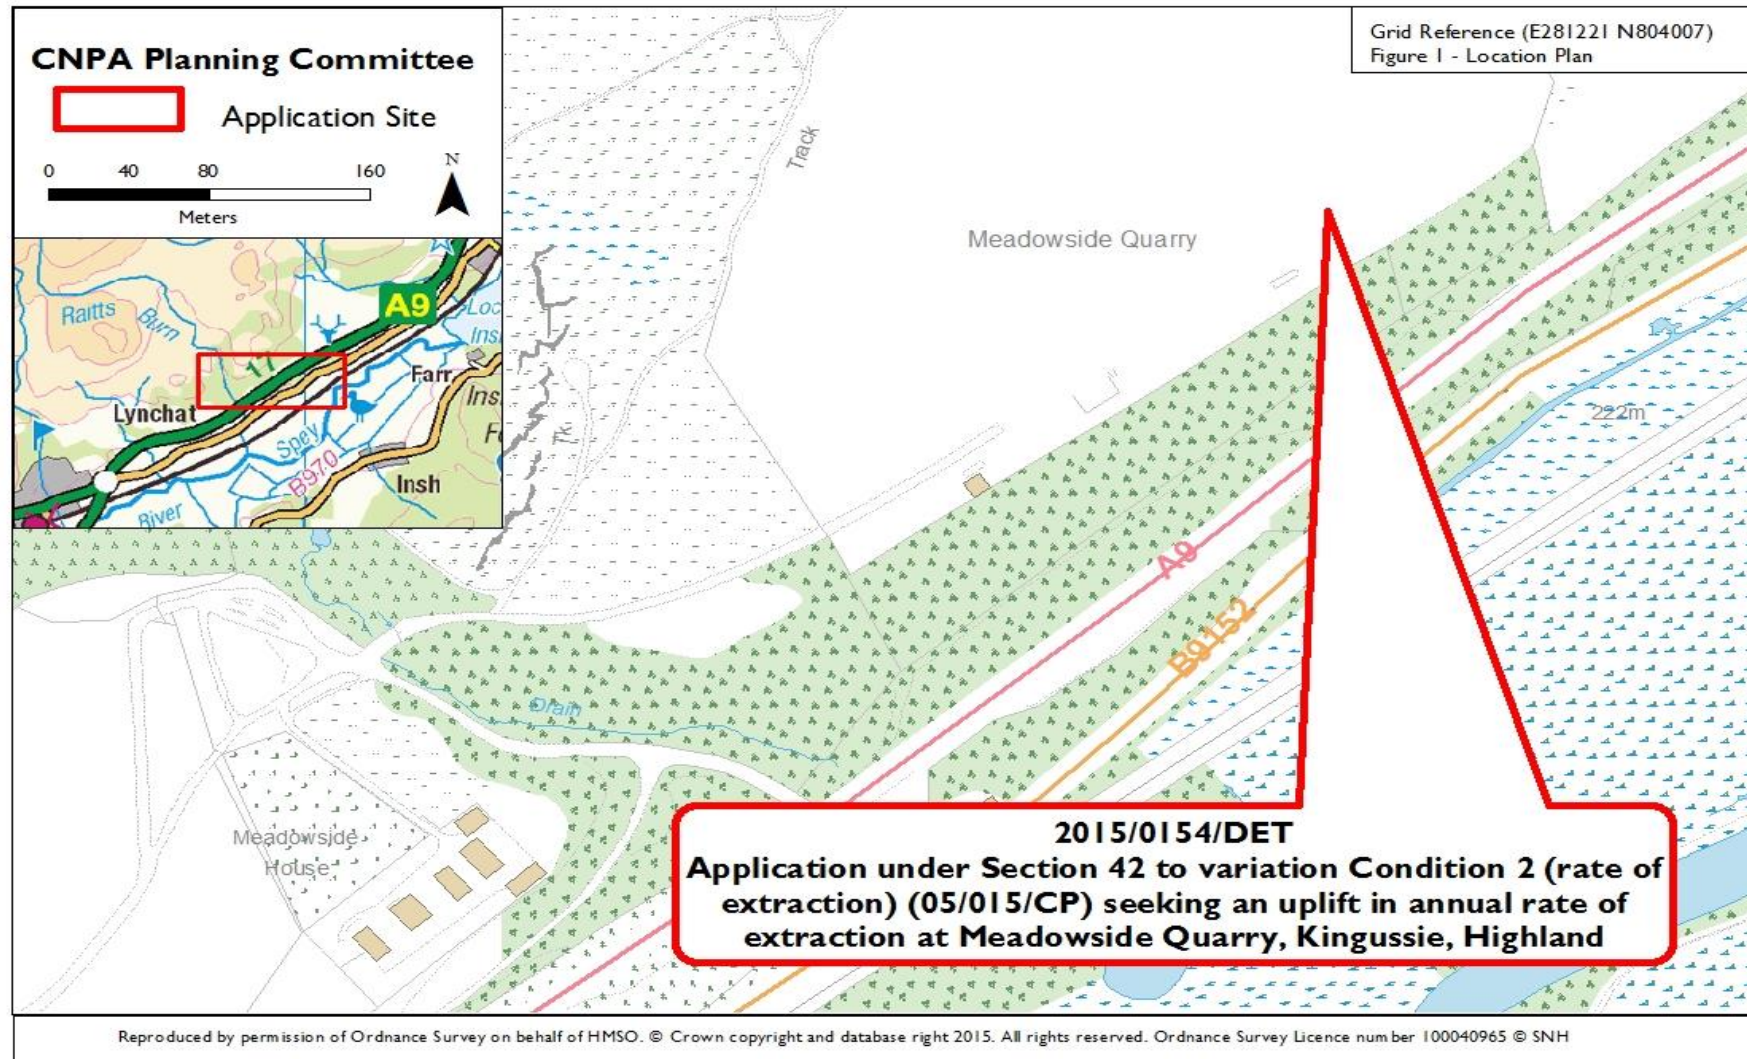 CNPA Planning Committee
Application Site
0 40 80 160
Meters
N
Grid Reference (E281221 N804007)
Figure 1 - Location Plan
Raitts Burn
A9
17
Lynchat
Farr
Spey
B970
Insh
River
Track
Meadowside Quarry
Tk
222m
A9
B9152
Drain
Meadowside
House
2015/0154/DET
Application under Section 42 to variation Condition 2 (rate of
extraction) (05/015/CP) seeking an uplift in annual rate of
extraction at Meadowside Quarry, Kingussie, Highland
Reproduced by permission of Ordnance Survey on behalf of HMSO. © Crown copyright and database right 2015. All rights reserved. Ordnance Survey Licence number 100040965 © SNH